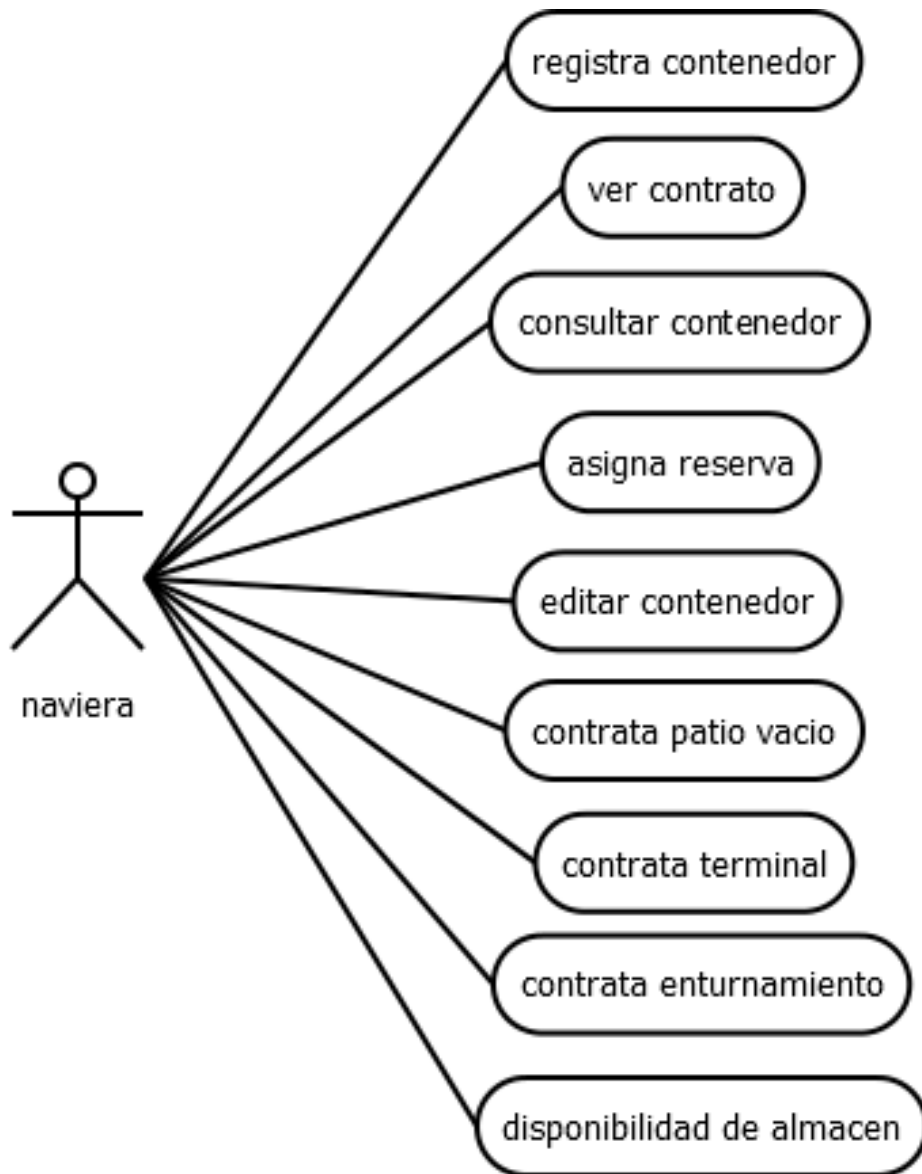 registra contenedor
ver contrato
consultar contenedor
asigna reserva
editar contenedor
naviera
contrata patio vacio
contrata terminal
contrata enturnamiento
disponibilidad de almacen